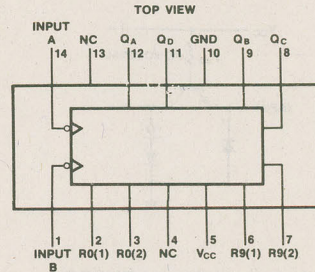 TOP VIEW
INPUT A NC QA QD GND QB QC
14 13 12 11 10 9 8
1 2 3 4 5 6 7
INPUT B R0(1) R0(2) NC VCC R9(1) R9(2)